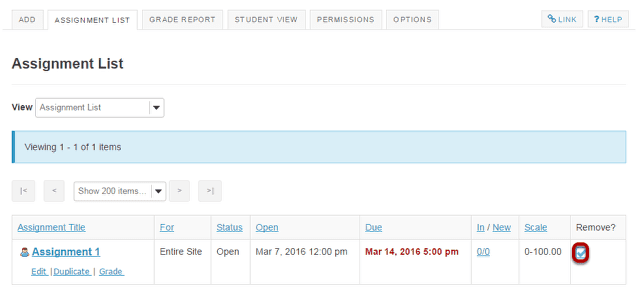 ADD ASSIGNMENT LIST GRADE REPORT STUDENT VIEW PERMISSIONS OPTIONS LINK ? HELP
Assignment List
View Assignment List
Viewing 1 - 1 of 1 items
|< < Show 200 items... > >|
Assignment Title For Status Open Due In / New Scale Remove?
Assignment 1 Entire Site Open Mar 7, 2016 12:00 pm Mar 14, 2016 5:00 pm 0/0 0-100.00
Edit | Duplicate | Grade